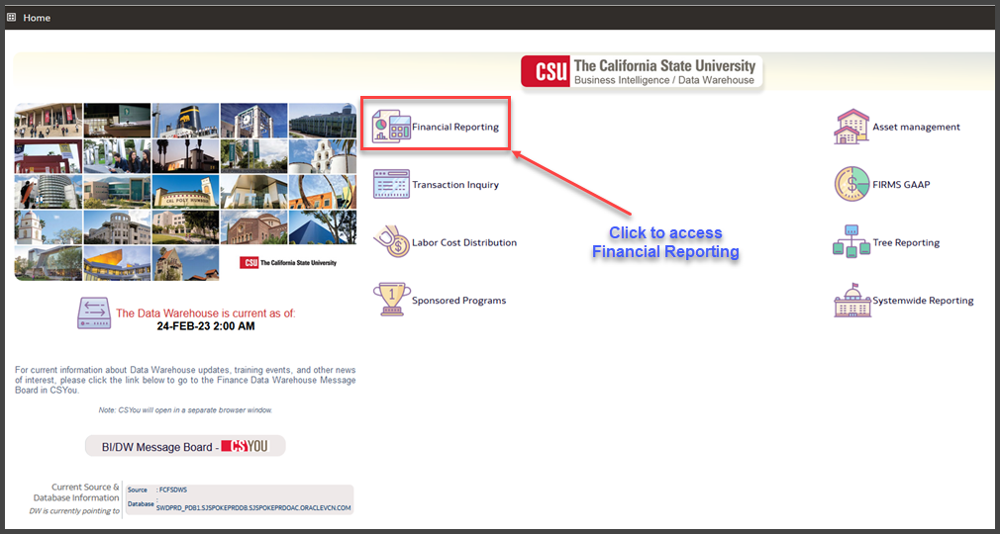 Home
CSU The California State University
Business Intelligence / Data Warehouse
Financial Reporting
Asset management
Transaction Inquiry
FIRMS GAAP
Click to access
Financial Reporting
Labor Cost Distribution
Tree Reporting
1
Sponsored Programs
Systemwide Reporting
CAL POLY HUMBOLDT
CSU The California State University
The Data Warehouse is current as of:
24-FEB-23 2:00 AM
For current information about Data Warehouse updates, training events, and other news
of interest, please click the link below to go to the Finance Data Warehouse Message
Board in CSYou.
Note: CSYou will open in a separate browser window.
BI/DW Message Board - CSYOU
Current Source &
Database Information
DW is currently pointing to
Source : FCFSDWS
Database :
SWDPRD_PDB1.SJSPOKEPRDDB.SJSPOKEPRDOAC.ORACLEVCN.COM